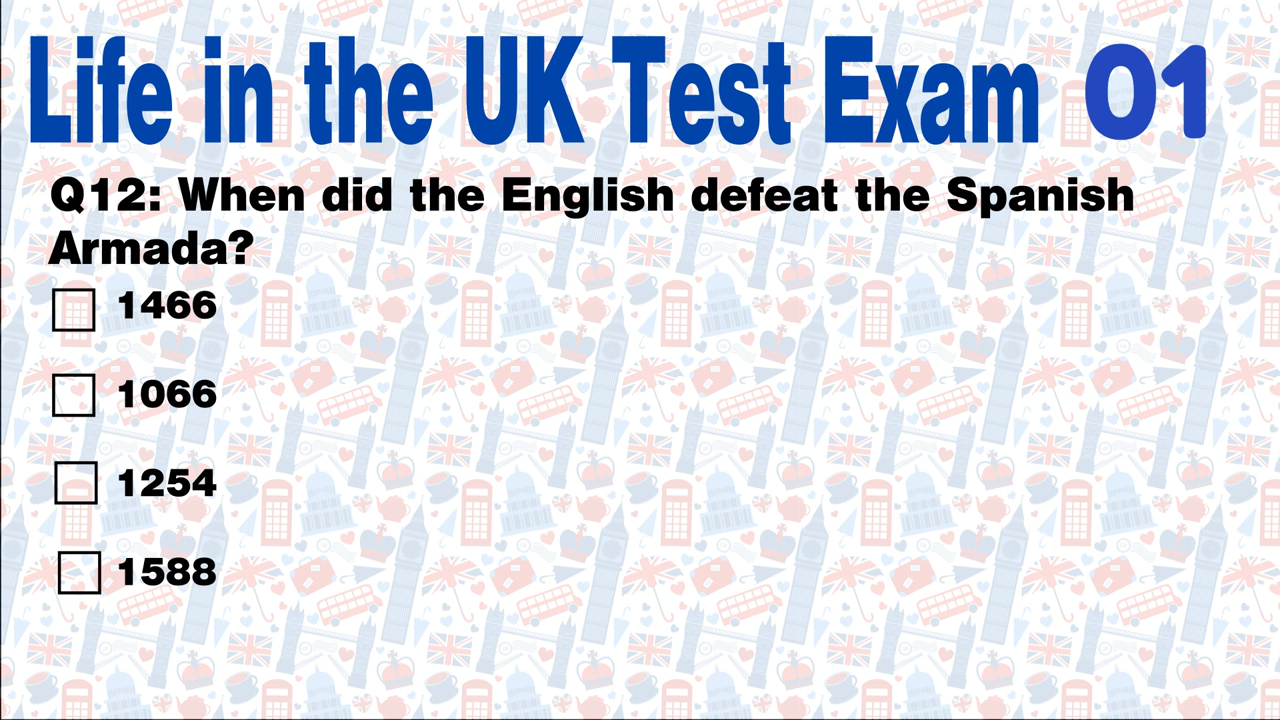 Life in the UK Test Exam 01
Q12: When did the English defeat the Spanish
Armada?
1466
1066
1254
1588